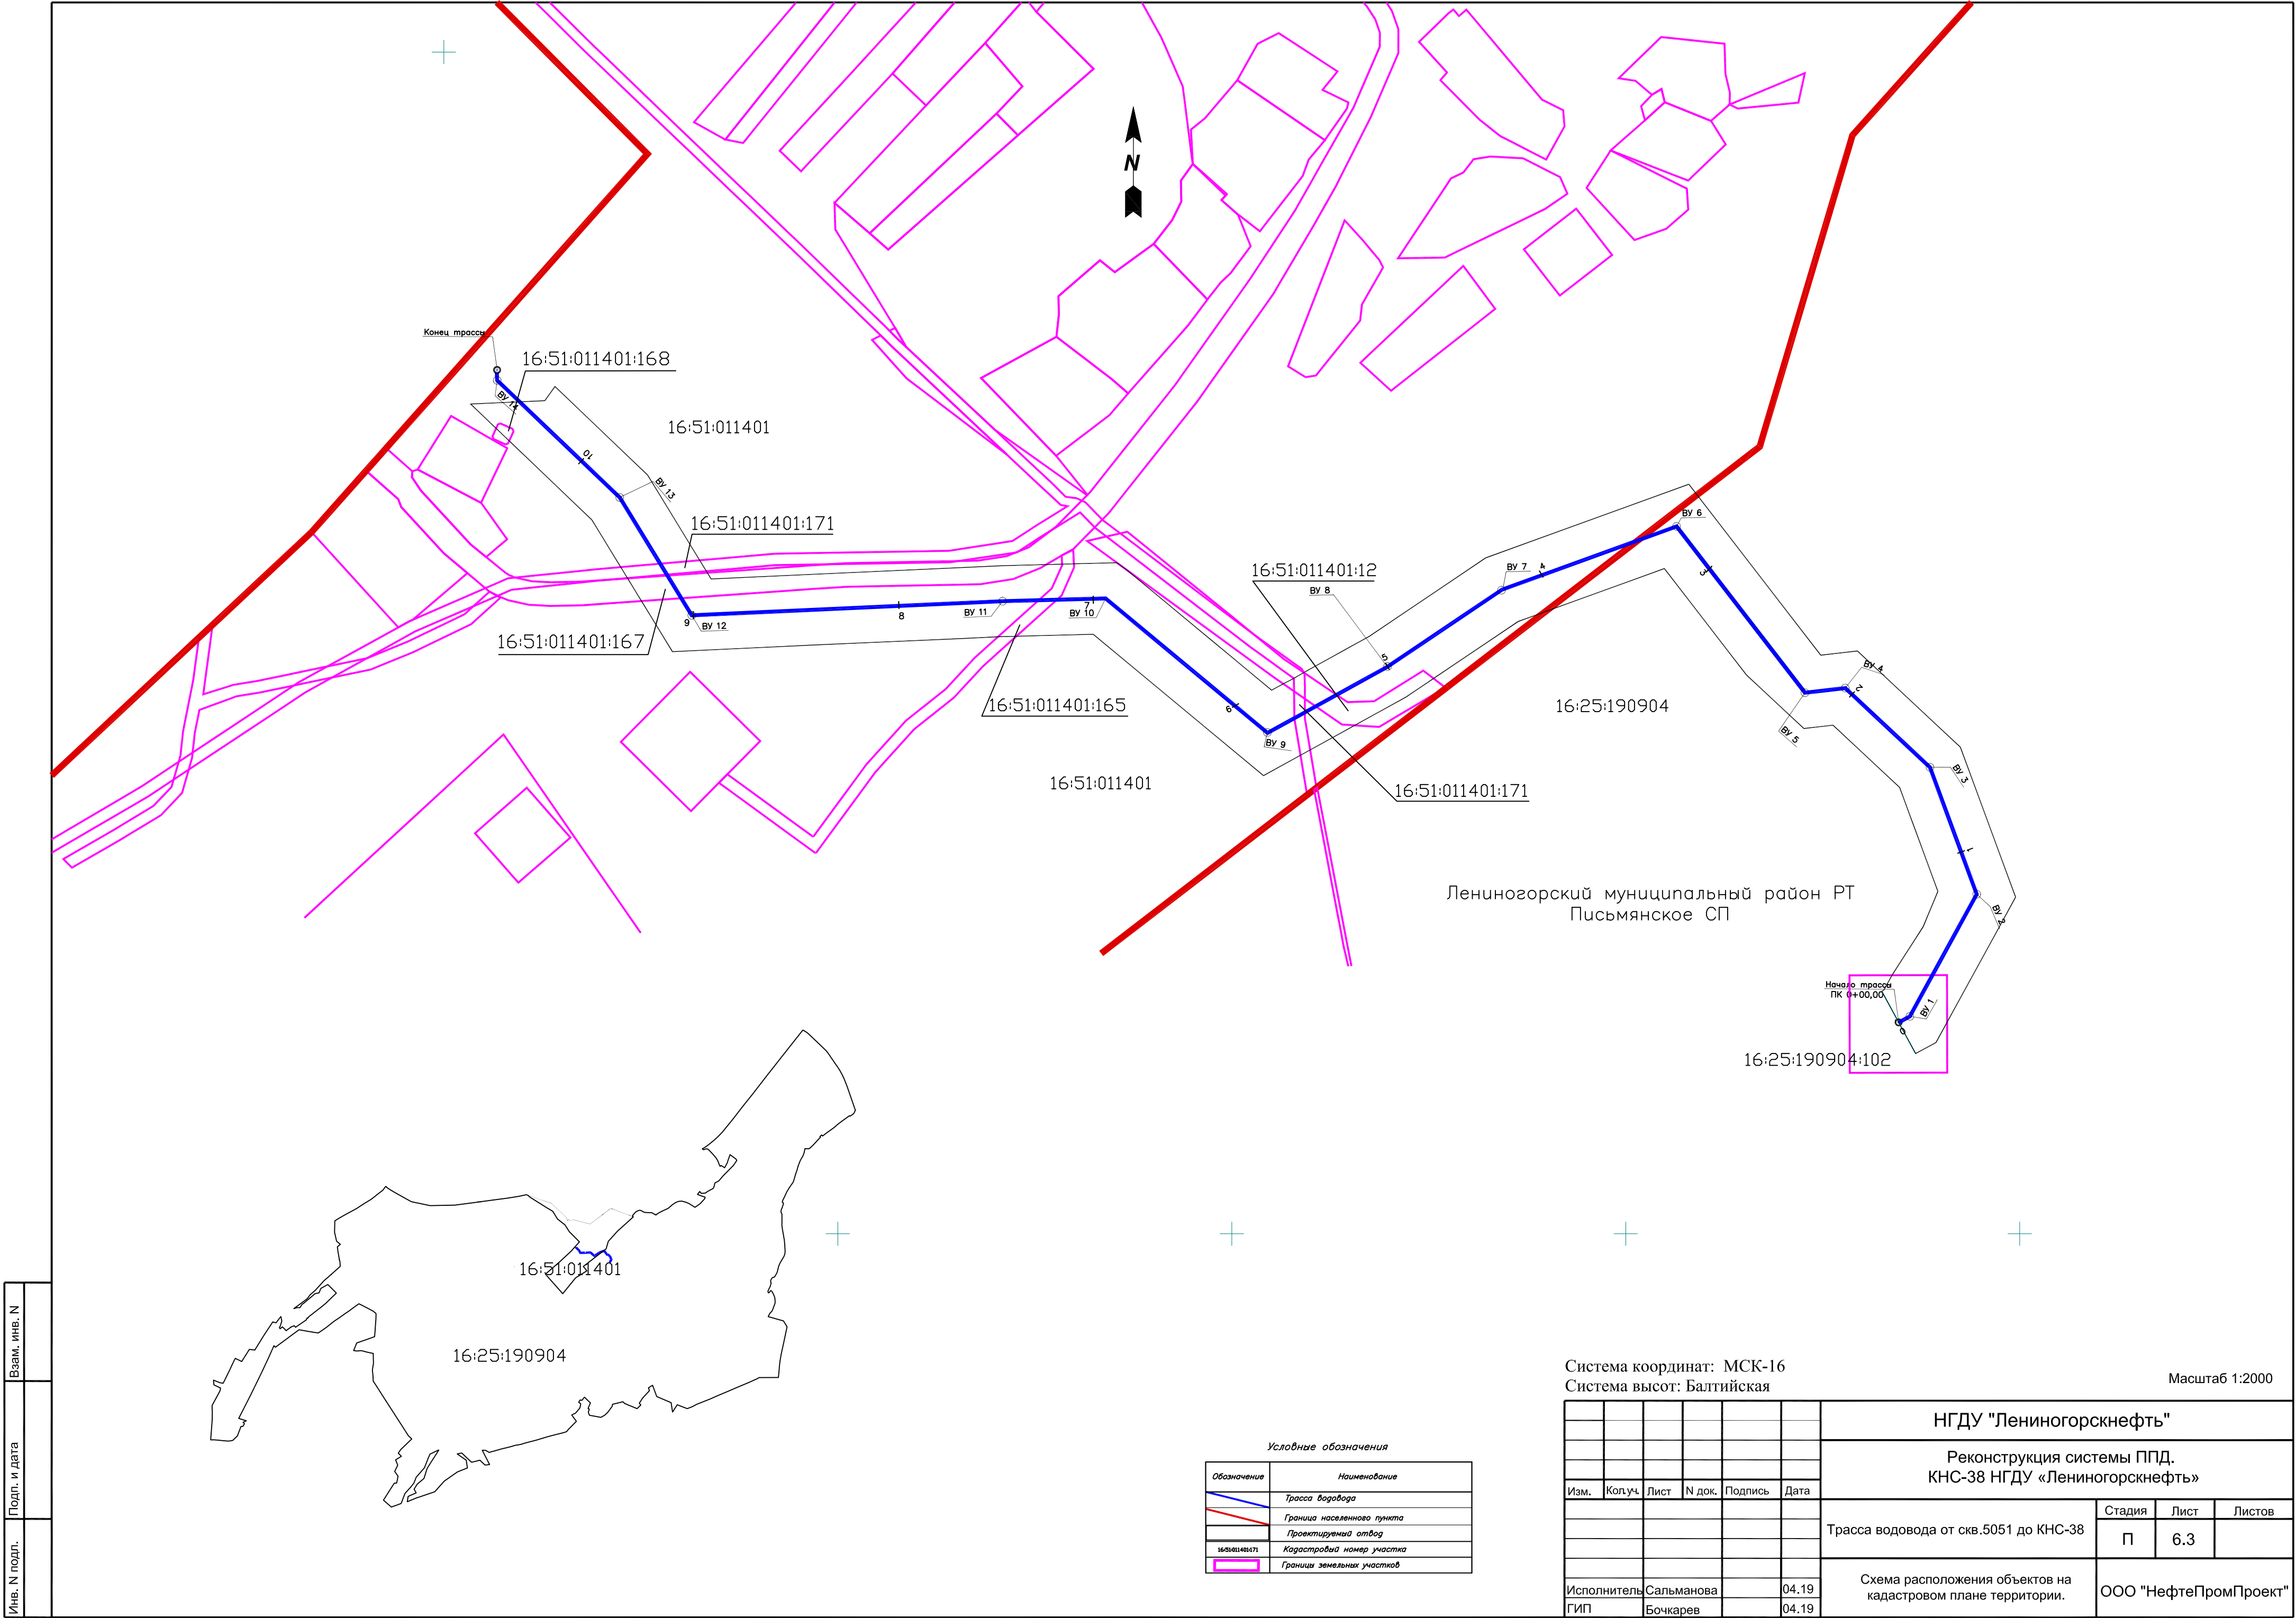 N
Конец трассы
16:51:011401:168
ВУ 14
16:51:011401
10
ВУ 13
16:51:011401:171
16:51:011401:167
9
ВУ 12
8
ВУ 11
7
ВУ 10
16:51:011401:165
16:51:011401:12
ВУ 8
ВУ 7
4
ВУ 6
3
5
6
ВУ 9
16:51:011401
16:51:011401:171
16:25:190904
ВУ 4
2
ВУ 5
ВУ 3
1
ВУ 2
Лениногорский муниципальный район РТ
Письмянское СП
Начало трассы
ПК 0+00,00
ВУ 1
0
16:25:190904:102
16:51:011401
16:25:190904
Условные обозначения
Обозначение Наименование
Трасса водовода
Граница населенного пункта
Проектируемый отвод
16:51:011401:171 Кадастровый номер участка
Границы земельных участков
Система координат: МСК-16
Система высот: Балтийская
Масштаб 1:2000
НГДУ "Лениногорскнефть"
Реконструкция системы ППД.
КНС-38 НГДУ «Лениногорскнефть»
Изм. Кол.уч. Лист N док. Подпись Дата
Трасса водовода от скв.5051 до КНС-38
Стадия Лист Листов
П 6.3
Исполнитель Сальманова 04.19
ГИП Бочкарев 04.19
Схема расположения объектов на
кадастровом плане территории.
ООО "НефтеПромПроект"
Взам. инв. N
Подп. и дата
Инв. N подл.